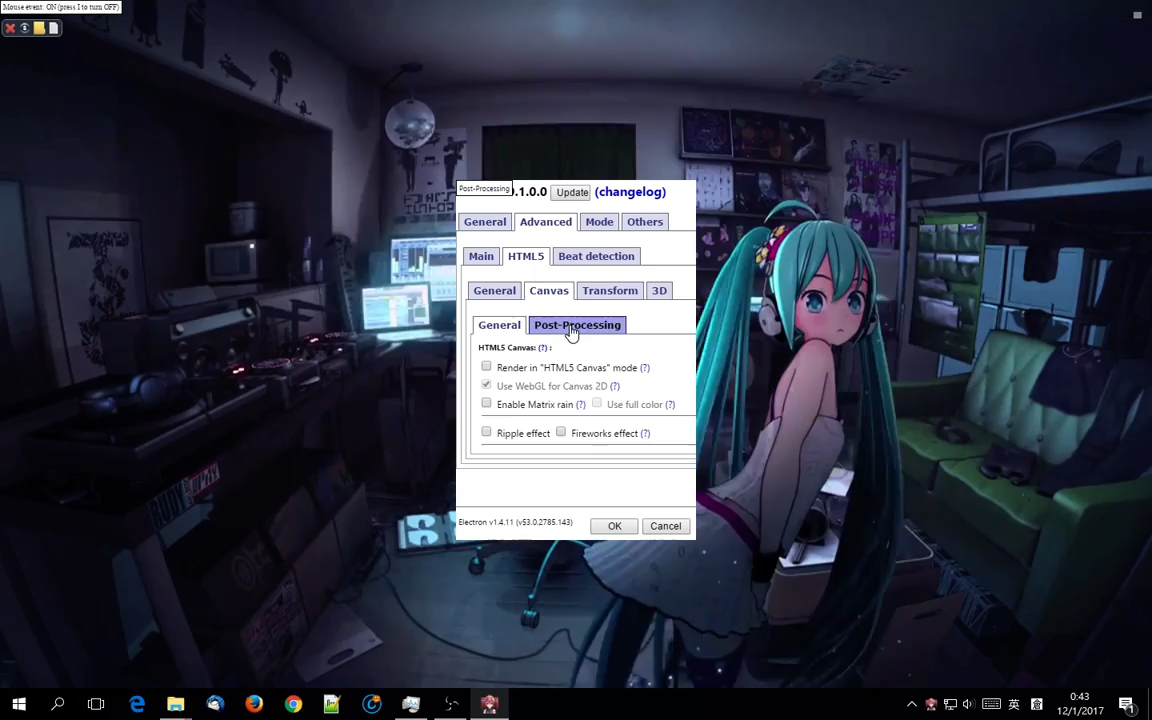 Mouse event: ON (press I to turn OFF)
Post-Processing
.1.0.0 Update (changelog)
General Advanced Mode Others
Main HTML5 Beat detection
General Canvas Transform 3D
General Post-Processing
HTML5 Canvas: (?) :
Render in "HTML5 Canvas" mode (?)
Use WebGL for Canvas 2D (?)
Enable Matrix rain (?) Use full color (?)
Ripple effect Fireworks effect (?)
Electron v1.4.11 (v53.0.2785.143)
OK Cancel
英
0:43
12/1/2017
1